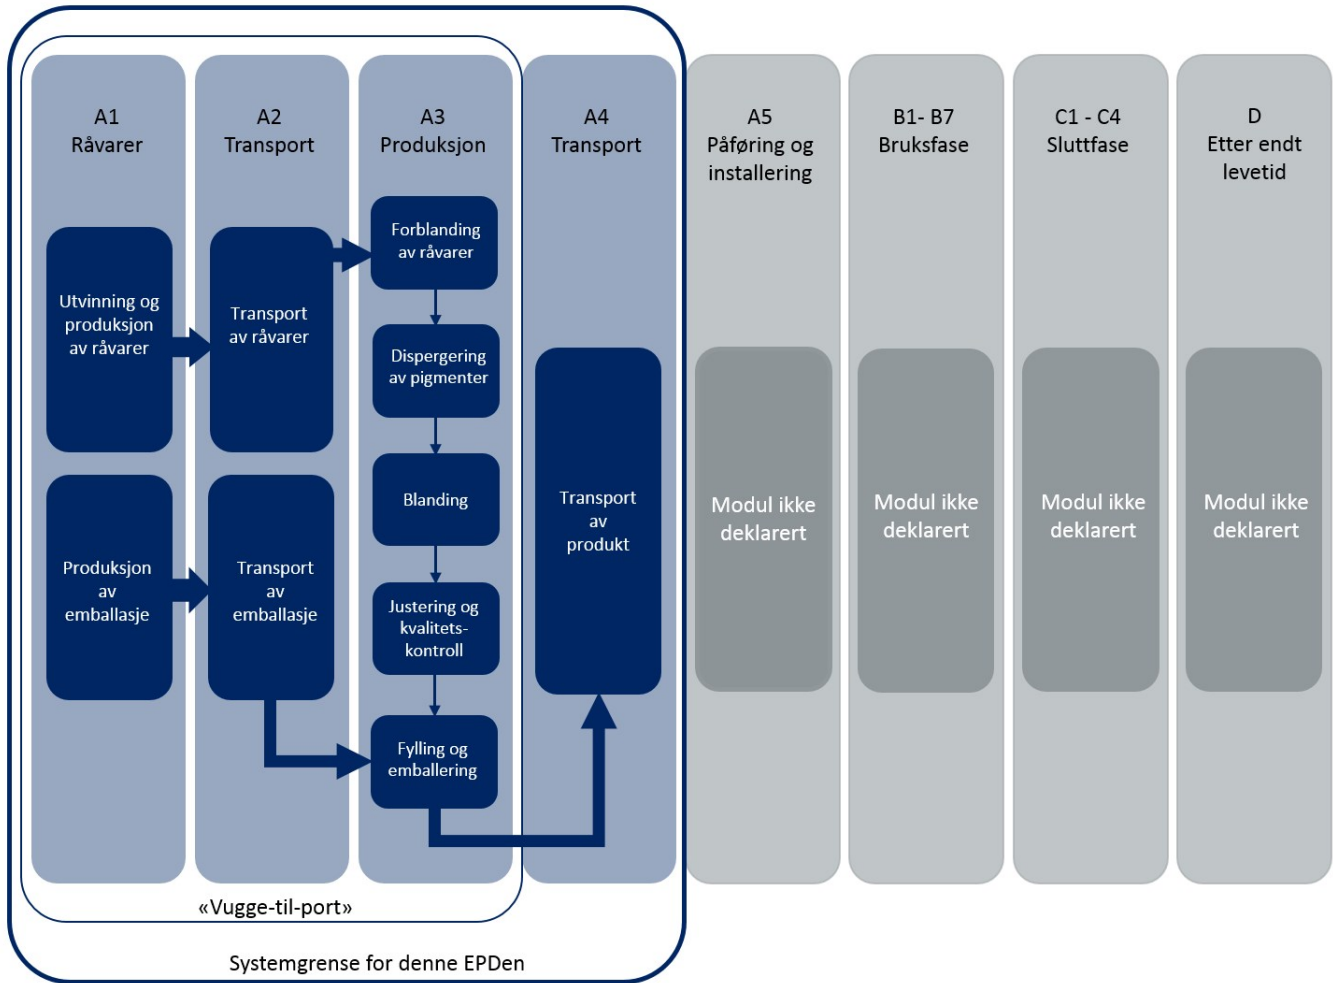 A1
Råvarer
A2
Transport
A3
Produksjon
A4
Transport
A5
Påføring og
installering
B1- B7
Bruksfase
C1 - C4
Sluttfase
D
Etter endt
levetid
Utvinning og
produksjon
av råvarer
Produksjon
av
emballasje
Transport
av råvarer
Transport
av
emballasje
Forblanding
av råvarer
Dispergering
av pigmenter
Blanding
Justering og
kvalitets-
kontroll
Fylling og
emballering
Transport
av
produkt
Modul ikke
deklarert
Modul ikke
deklarert
Modul ikke
deklarert
Modul ikke
deklarert
«Vugge-til-port»
Systemgrense for denne EPDen